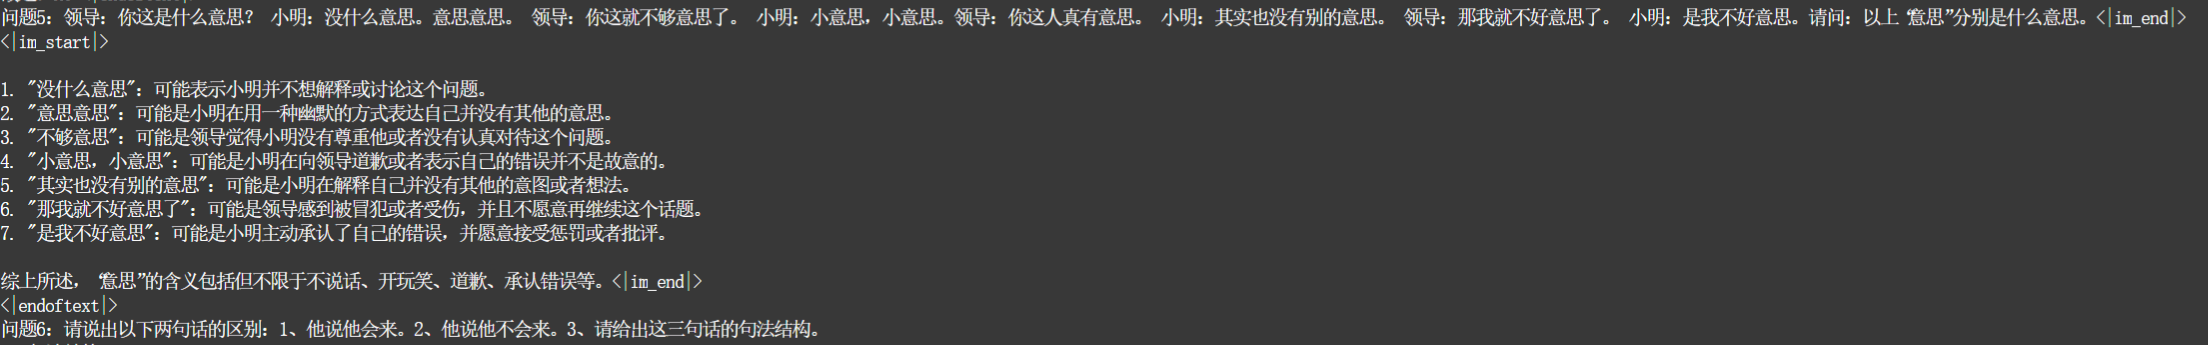 问题5：领导：你这是什么意思？ 小明：没什么意思。意思意思。 领导：你这就不够意思了。 小明：小意思，小意思。领导：你这人真有意思。 小明：其实也没有别的意思。 领导：那我就不好意思了。 小明：是我不好意思。请问：以上“意思”分别是什么意思。<|im_end|>
<|im_start|>
1. "没什么意思"：可能表示小明并不想解释或讨论这个问题。
2. "意思意思"：可能是小明在用一种幽默的方式表达自己并没有其他的意思。
3. "不够意思"：可能是领导觉得小明没有尊重他或者没有认真对待这个问题。
4. "小意思，小意思"：可能是小明在向领导道歉或者表示自己的错误并不是故意的。
5. "其实也没有别的意思"：可能是小明在解释自己并没有其他的意图或者想法。
6. "那我就不好意思了"：可能是领导感到被冒犯或者受伤，并且不愿意再继续这个话题。
7. "是我不好意思"：可能是小明主动承认了自己的错误，并愿意接受惩罚或者批评。
综上所述，“意思”的含义包括但不限于不说话、开玩笑、道歉、承认错误等。<|im_end|>
<|endoftext|>
问题6：请说出以下两句话的区别：1、他说他会来。2、他说他不会来。3、请给出这三句话的句法结构。